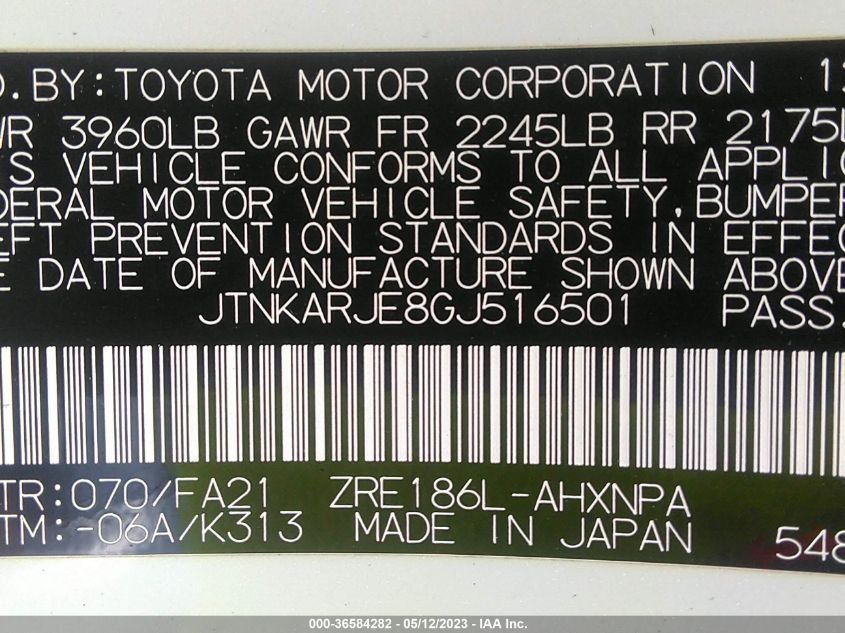 D.BY:TOYOTA MOTOR CORPORATION 1
WR 3960LB GAWR FR 2245LB RR 2175L
S VEHICLE CONFORMS TO ALL APPLIC
DERAL MOTOR VEHICLE SAFETY,BUMPER
EFT PREVENTION STANDARDS IN EFFEC
E DATE OF MANUFACTURE SHOWN ABOVE
JTNKARJE8GJ516501 PASS.
TR:070/FA21 ZRE186L-AHXNPA
TM:-06A/K313 MADE IN JAPAN 548
000-36584282 - 05/12/2023 - IAA Inc.